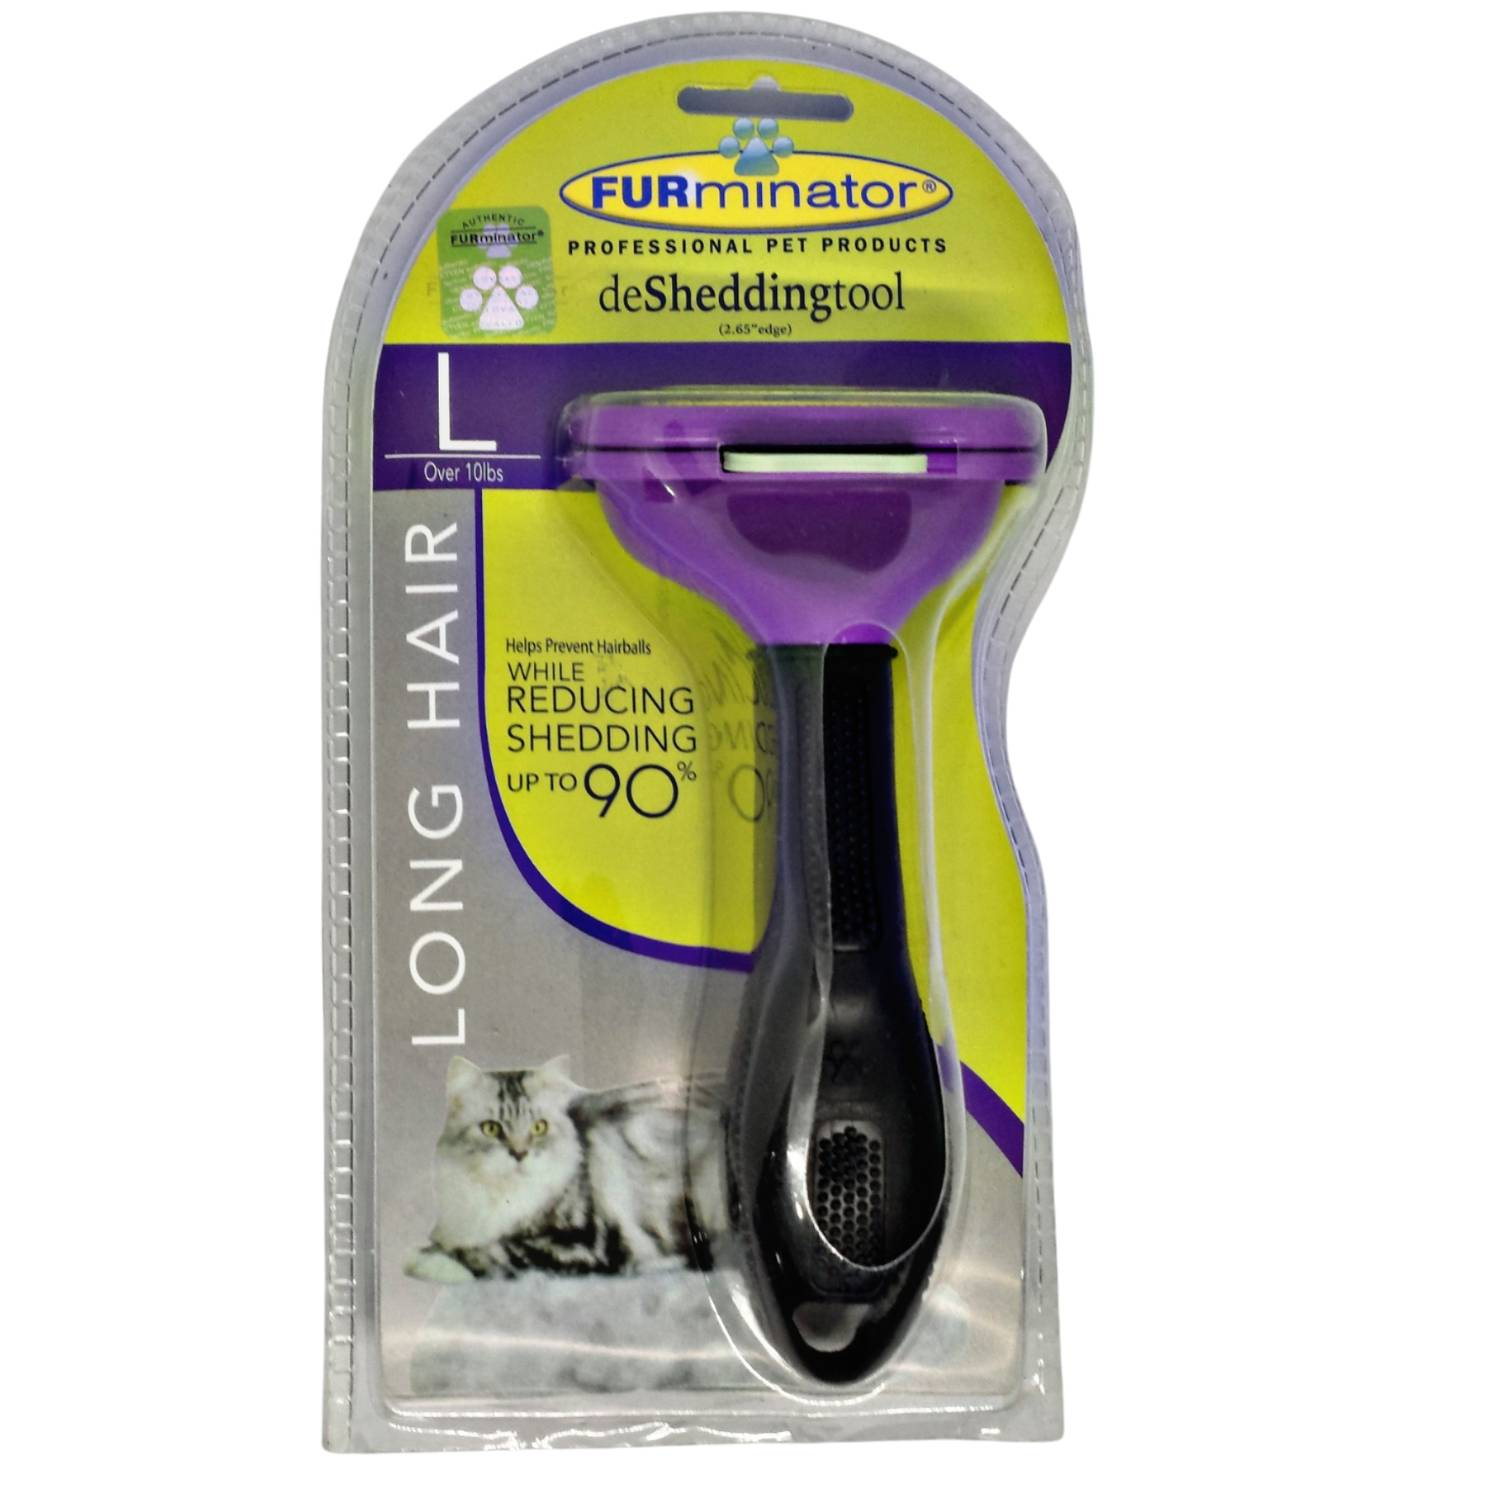 FURminator®
PROFESSIONAL PET PRODUCTS
deSheddingtool
(2.65"edge)
AUTHENTIC
FURminator®
L
Over 10lbs
LONG HAIR
Helps Prevent Hairballs
WHILE
REDUCING
SHEDDING
UP TO 90%